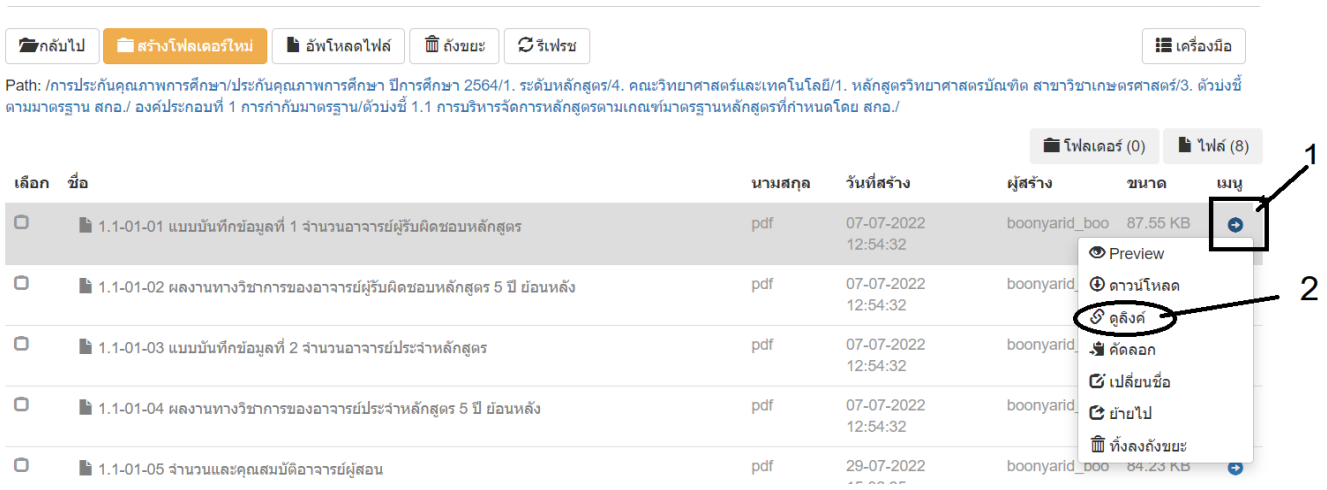 กลับไป สร้างโฟลเดอร์ใหม่ อัพโหลดไฟล์ ถังขยะ รีเฟรช เครื่องมือ
Path: /การประกันคุณภาพการศึกษา/ประกันคุณภาพการศึกษา ปีการศึกษา 2564/1. ระดับหลักสูตร/4. คณะวิทยาศาสตร์และเทคโนโลยี/1. หลักสูตรวิทยาศาสตรบัณฑิต สาขาวิชาเกษตรศาสตร์/3. ตัวบ่งชี้
ตามมาตรฐาน สกอ./ องค์ประกอบที่ 1 การกำกับมาตรฐาน/ตัวบ่งชี้ 1.1 การบริหารจัดการหลักสูตรตามเกณฑ์มาตรฐานหลักสูตรที่กำหนดโดย สกอ./
โฟลเดอร์ (0) ไฟล์ (8)
1
เลือก ชื่อ นามสกุล วันที่สร้าง ผู้สร้าง ขนาด เมนู
1.1-01-01 แบบบันทึกข้อมูลที่ 1 จำนวนอาจารย์ผู้รับผิดชอบหลักสูตร pdf 07-07-2022 boonyarid_boo 87.55 KB
12:54:32
Preview
1.1-01-02 ผลงานทางวิชาการของอาจารย์ผู้รับผิดชอบหลักสูตร 5 ปี ย้อนหลัง pdf 07-07-2022 boonyarid_ ดาวน์โหลด
12:54:32
ดูลิงค์ 2
1.1-01-03 แบบบันทึกข้อมูลที่ 2 จำนวนอาจารย์ประจำหลักสูตร pdf 07-07-2022 boonyarid_ คัดลอก
12:54:32
เปลี่ยนชื่อ
1.1-01-04 ผลงานทางวิชาการของอาจารย์ประจำหลักสูตร 5 ปี ย้อนหลัง pdf 07-07-2022 boonyarid_ ย้ายไป
12:54:32
ทิ้งลงถังขยะ
1.1-01-05 จำนวนและคุณสมบัติอาจารย์ผู้สอน pdf 29-07-2022 boonyarid_boo 84.23 KB